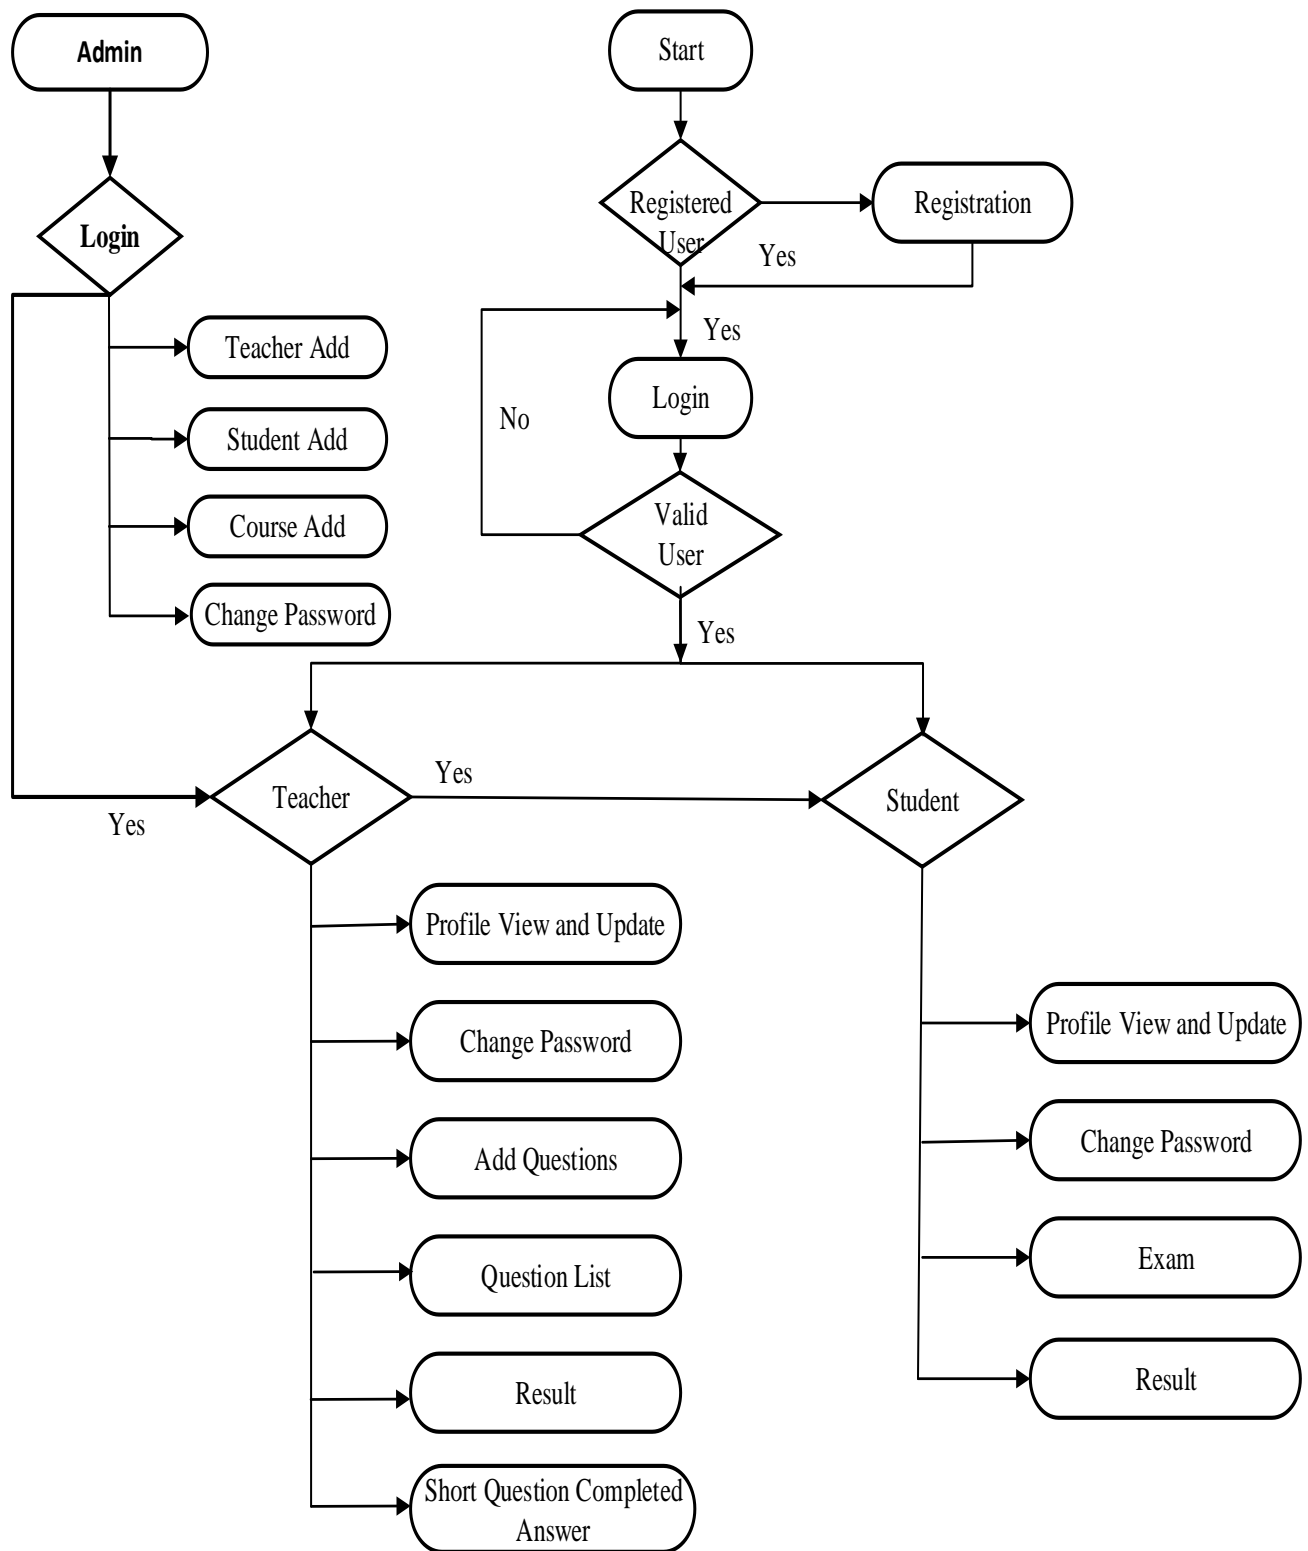 Admin
Start
Login
Registered
User
Registration
Yes
Yes
Teacher Add
Student Add
Course Add
Change Password
Login
No
Valid
User
Yes
Teacher
Yes
Yes
Student
Profile View and Update
Change Password
Add Questions
Question List
Result
Short Question Completed
Answer
Profile View and Update
Change Password
Exam
Result